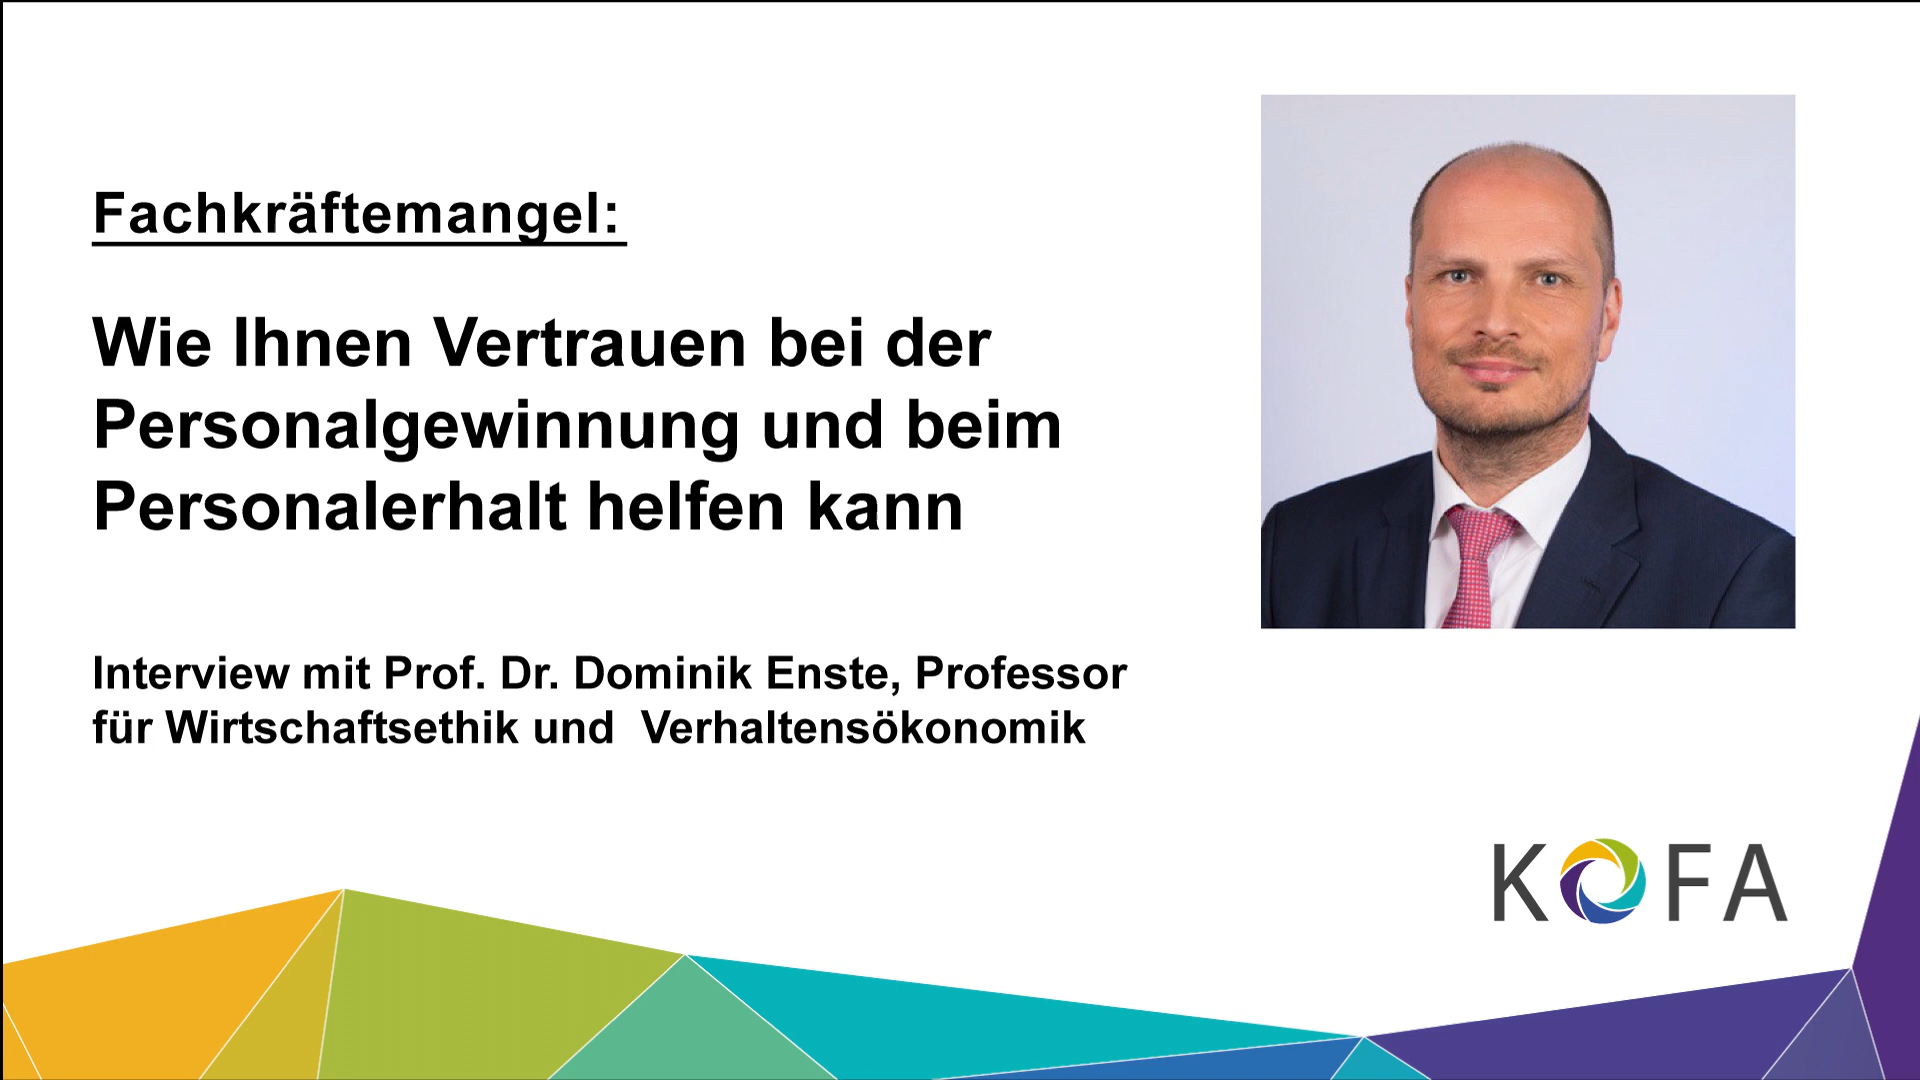 Fachkräftemangel:
Wie Ihnen Vertrauen bei der
Personalgewinnung und beim
Personalerhalt helfen kann
Interview mit Prof. Dr. Dominik Enste, Professor
für Wirtschaftsethik und  Verhaltensökonomik
KOFA